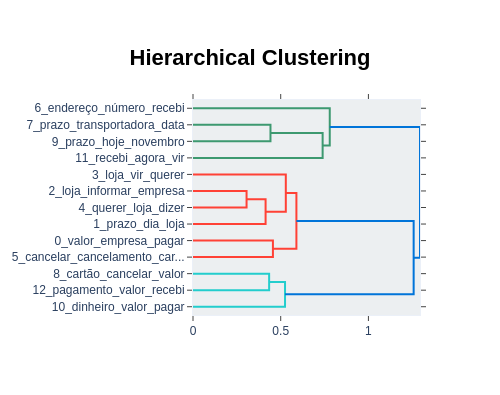 Hierarchical Clustering
6_endereço_número_recebi
7_prazo_transportadora_data
9_prazo_hoje_novembro
11_recebi_agora_vir
3_loja_vir_querer
2_loja_informar_empresa
4_querer_loja_dizer
1_prazo_dia_loja
0_valor_empresa_pagar
5_cancelar_cancelamento_car...
8_cartão_cancelar_valor
12_pagamento_valor_recebi
10_dinheiro_valor_pagar
0 0.5 1